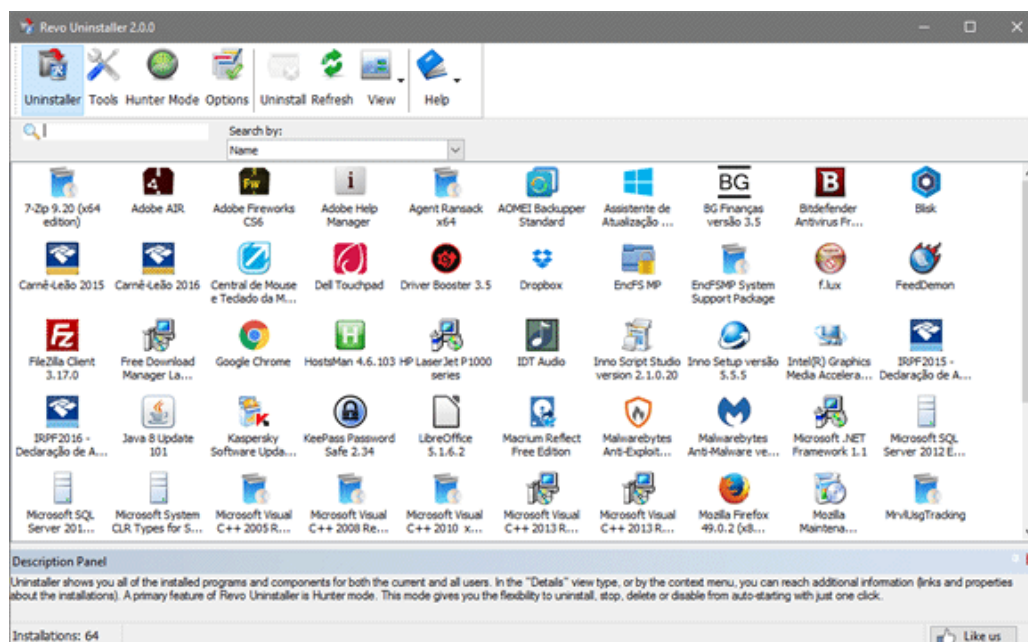 Revo Uninstaller 2.0.0
Uninstaller Tools Hunter Mode Options Uninstall Refresh View Help
Search by:
Name
7-Zip 9.20 (x64 edition)
Adobe AIR
Adobe Fireworks CS6
Adobe Help Manager
Agent Ransack x64
AOMEI Backupper Standard
Assistente de Atualização ...
BG
BG Finanças versão 3.5
Bitdefender Antivirus Fr...
Blisk
Carnê-Leão 2015
Carnê-Leão 2016
Central de Mouse e Teclado da M...
Dell Touchpad
Driver Booster 3.5
Dropbox
EncFS MP
EncFSMP System Support Package
f.lux
FeedDemon
FileZilla Client 3.17.0
Free Download Manager La...
Google Chrome
HostsMan 4.6.103
HP LaserJet P1000 series
IDT Audio
Inno Script Studio version 2.1.0.20
Inno Setup versão 5.5.5
Intel(R) Graphics Media Accelera...
IRPF2015 - Declaração de A...
IRPF2016 - Declaração de A...
Java 8 Update 101
Kaspersky Software Upda...
KeePass Password Safe 2.34
LibreOffice 5.1.6.2
Macrium Reflect Free Edition
Malwarebytes Anti-Exploit...
Malwarebytes Anti-Malware ve...
Microsoft .NET Framework 1.1
Microsoft SQL Server 2012 E...
Microsoft SQL Server 201...
Microsoft System CLR Types for S...
Microsoft Visual C++ 2005 R...
Microsoft Visual C++ 2008 Re...
Microsoft Visual C++ 2010 x...
Microsoft Visual C++ 2013 R...
Microsoft Visual C++ 2013 R...
Mozilla Firefox 49.0.2 (x8...
Mozilla Maintena...
MrvlUsgTracking
Description Panel
Uninstaller shows you all of the installed programs and components for both the current and all users. In the "Details" view type, or by the context menu, you can reach additional information (links and properties
about the installations). A primary feature of Revo Uninstaller is Hunter mode. This mode gives you the flexibility to uninstall, stop, delete or disable from auto-starting with just one click.
Installations: 64
Like us